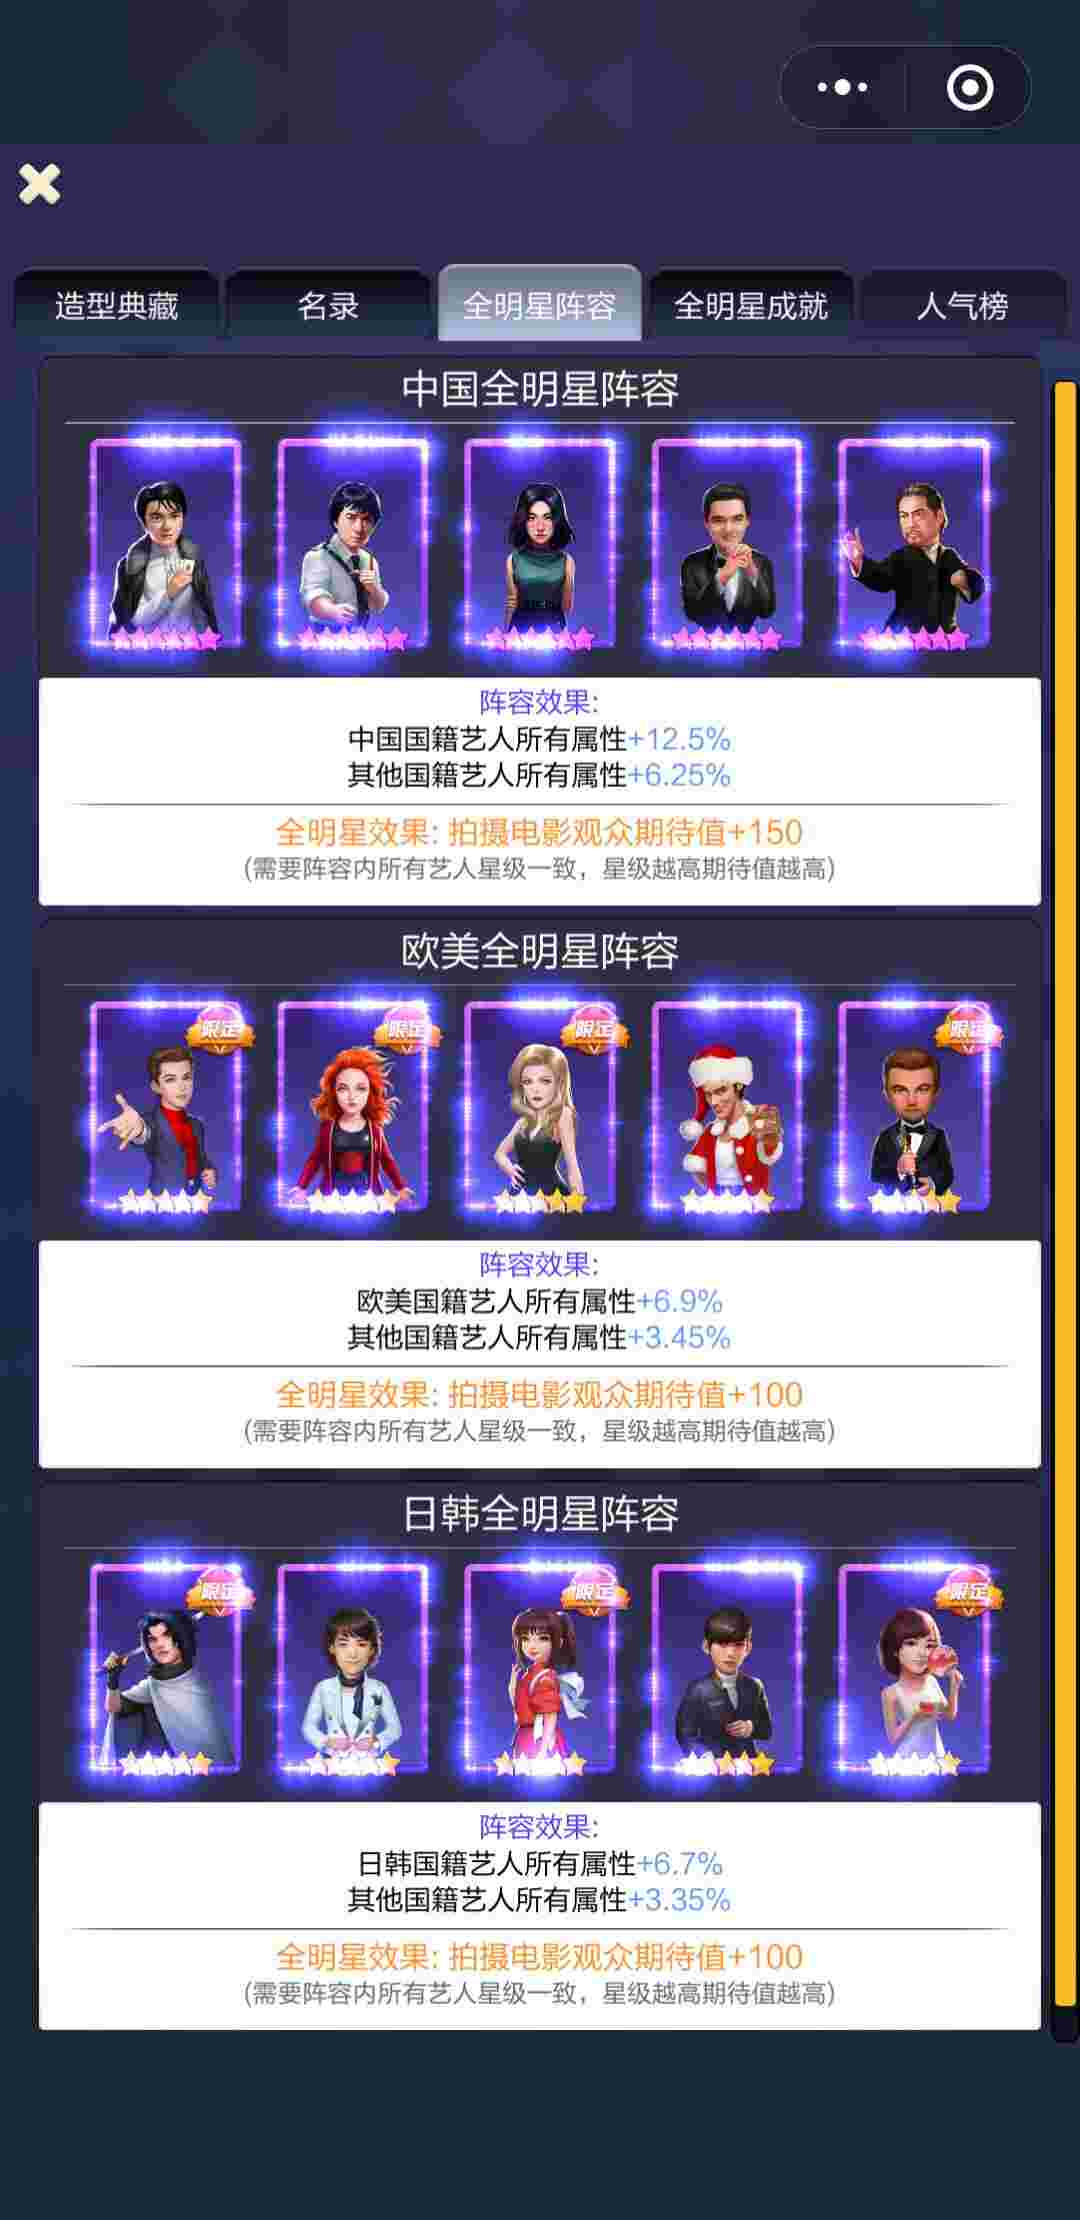 造型典藏 名录 全明星阵容 全明星成就 人气榜
中国全明星阵容
阵容效果:
中国国籍艺人所有属性+12.5%
其他国籍艺人所有属性+6.25%
全明星效果: 拍摄电影观众期待值+150
(需要阵容内所有艺人星级一致，星级越高期待值越高)
欧美全明星阵容
限定 限定 限定 限定
阵容效果:
欧美国籍艺人所有属性+6.9%
其他国籍艺人所有属性+3.45%
全明星效果: 拍摄电影观众期待值+100
(需要阵容内所有艺人星级一致，星级越高期待值越高)
日韩全明星阵容
限定 限定 限定
阵容效果:
日韩国籍艺人所有属性+6.7%
其他国籍艺人所有属性+3.35%
全明星效果: 拍摄电影观众期待值+100
(需要阵容内所有艺人星级一致，星级越高期待值越高)